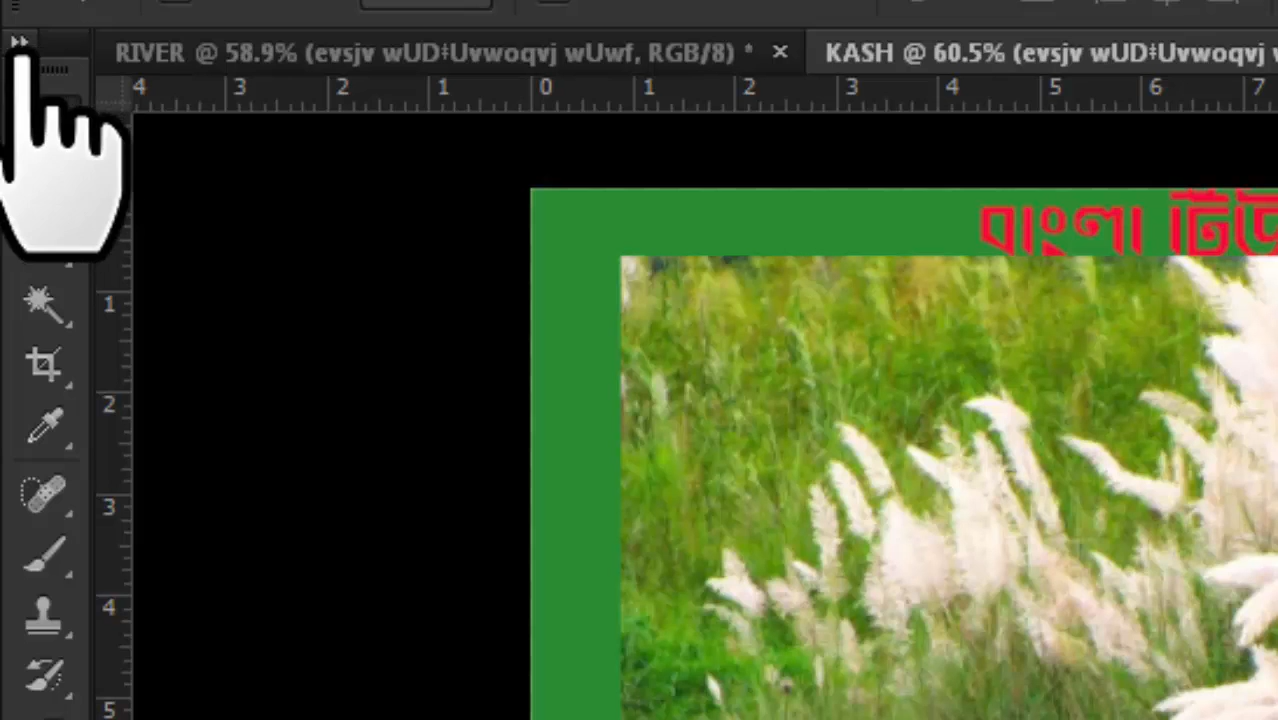 RIVER @ 58.9% (evsjv wUD‡Uvwoqvj wUwf, RGB/8) * × KASH @ 60.5% (evsjv wUD‡Uvwoqvj
4 3 2 1 0 1 2 3 4 5 6 7
বাংলা
1
2
3
4
5